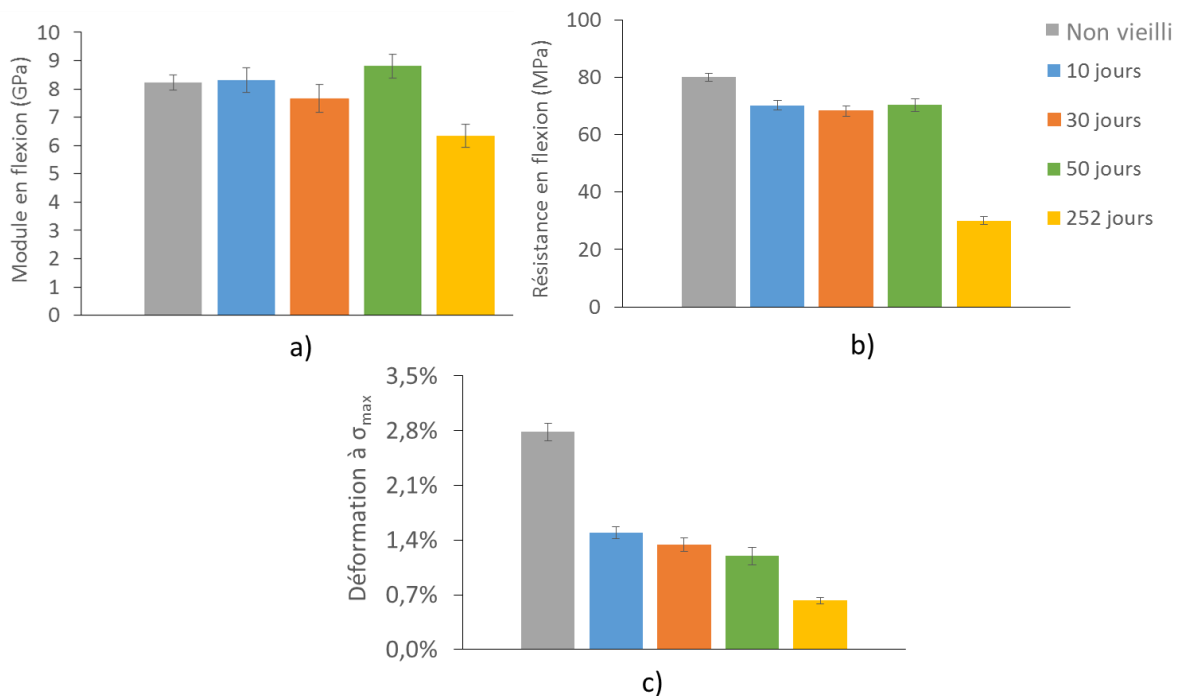 Module en flexion (GPa)
10
9
8
7
6
5
4
3
2
1
0
a)
Résistance en flexion (MPa)
100
80
60
40
20
0
b)
Non vieilli
10 jours
30 jours
50 jours
252 jours
Déformation à σmax
3,5%
2,8%
2,1%
1,4%
0,7%
0,0%
c)